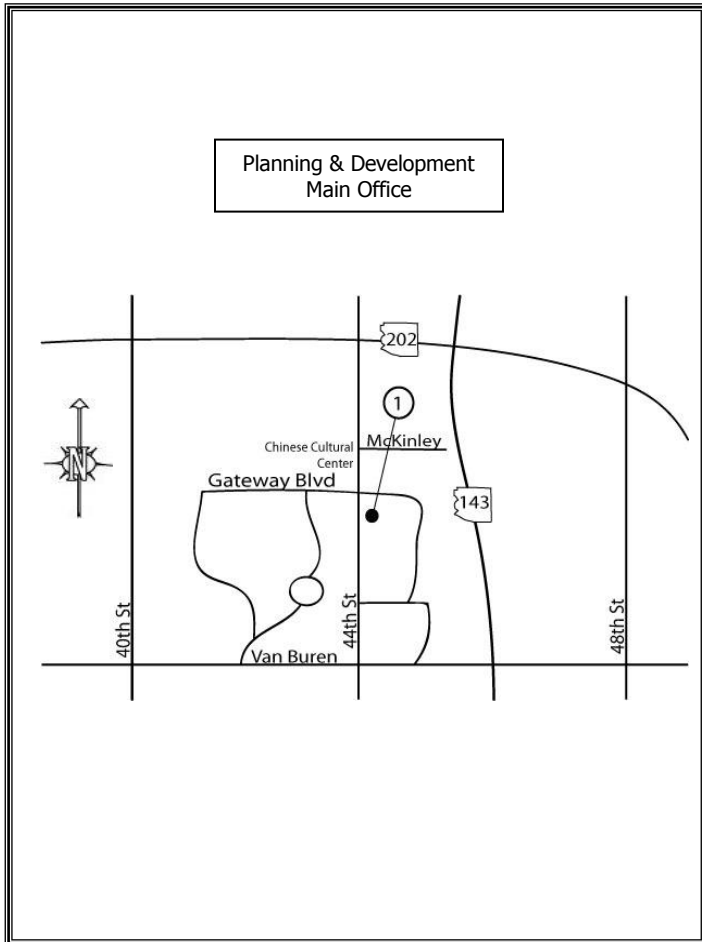 Planning & Development
Main Office
202
1
Chinese Cultural
Center
McKinley
Gateway Blvd
N
143
40th St
44th St
48th St
Van Buren